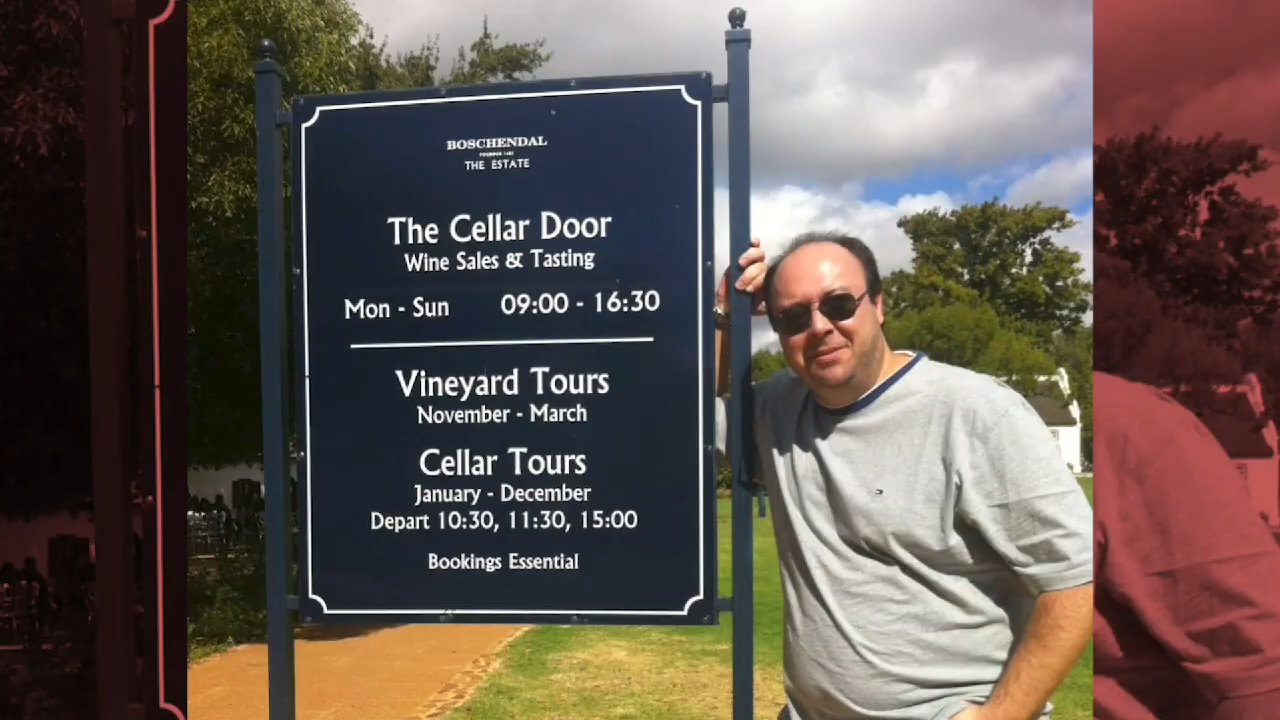 BOSCHENDAL
THE ESTATE
The Cellar Door
Wine Sales & Tasting
Mon - Sun 09:00 - 16:30
Vineyard Tours
November - March
Cellar Tours
January - December
Depart 10:30, 11:30, 15:00
Bookings Essential